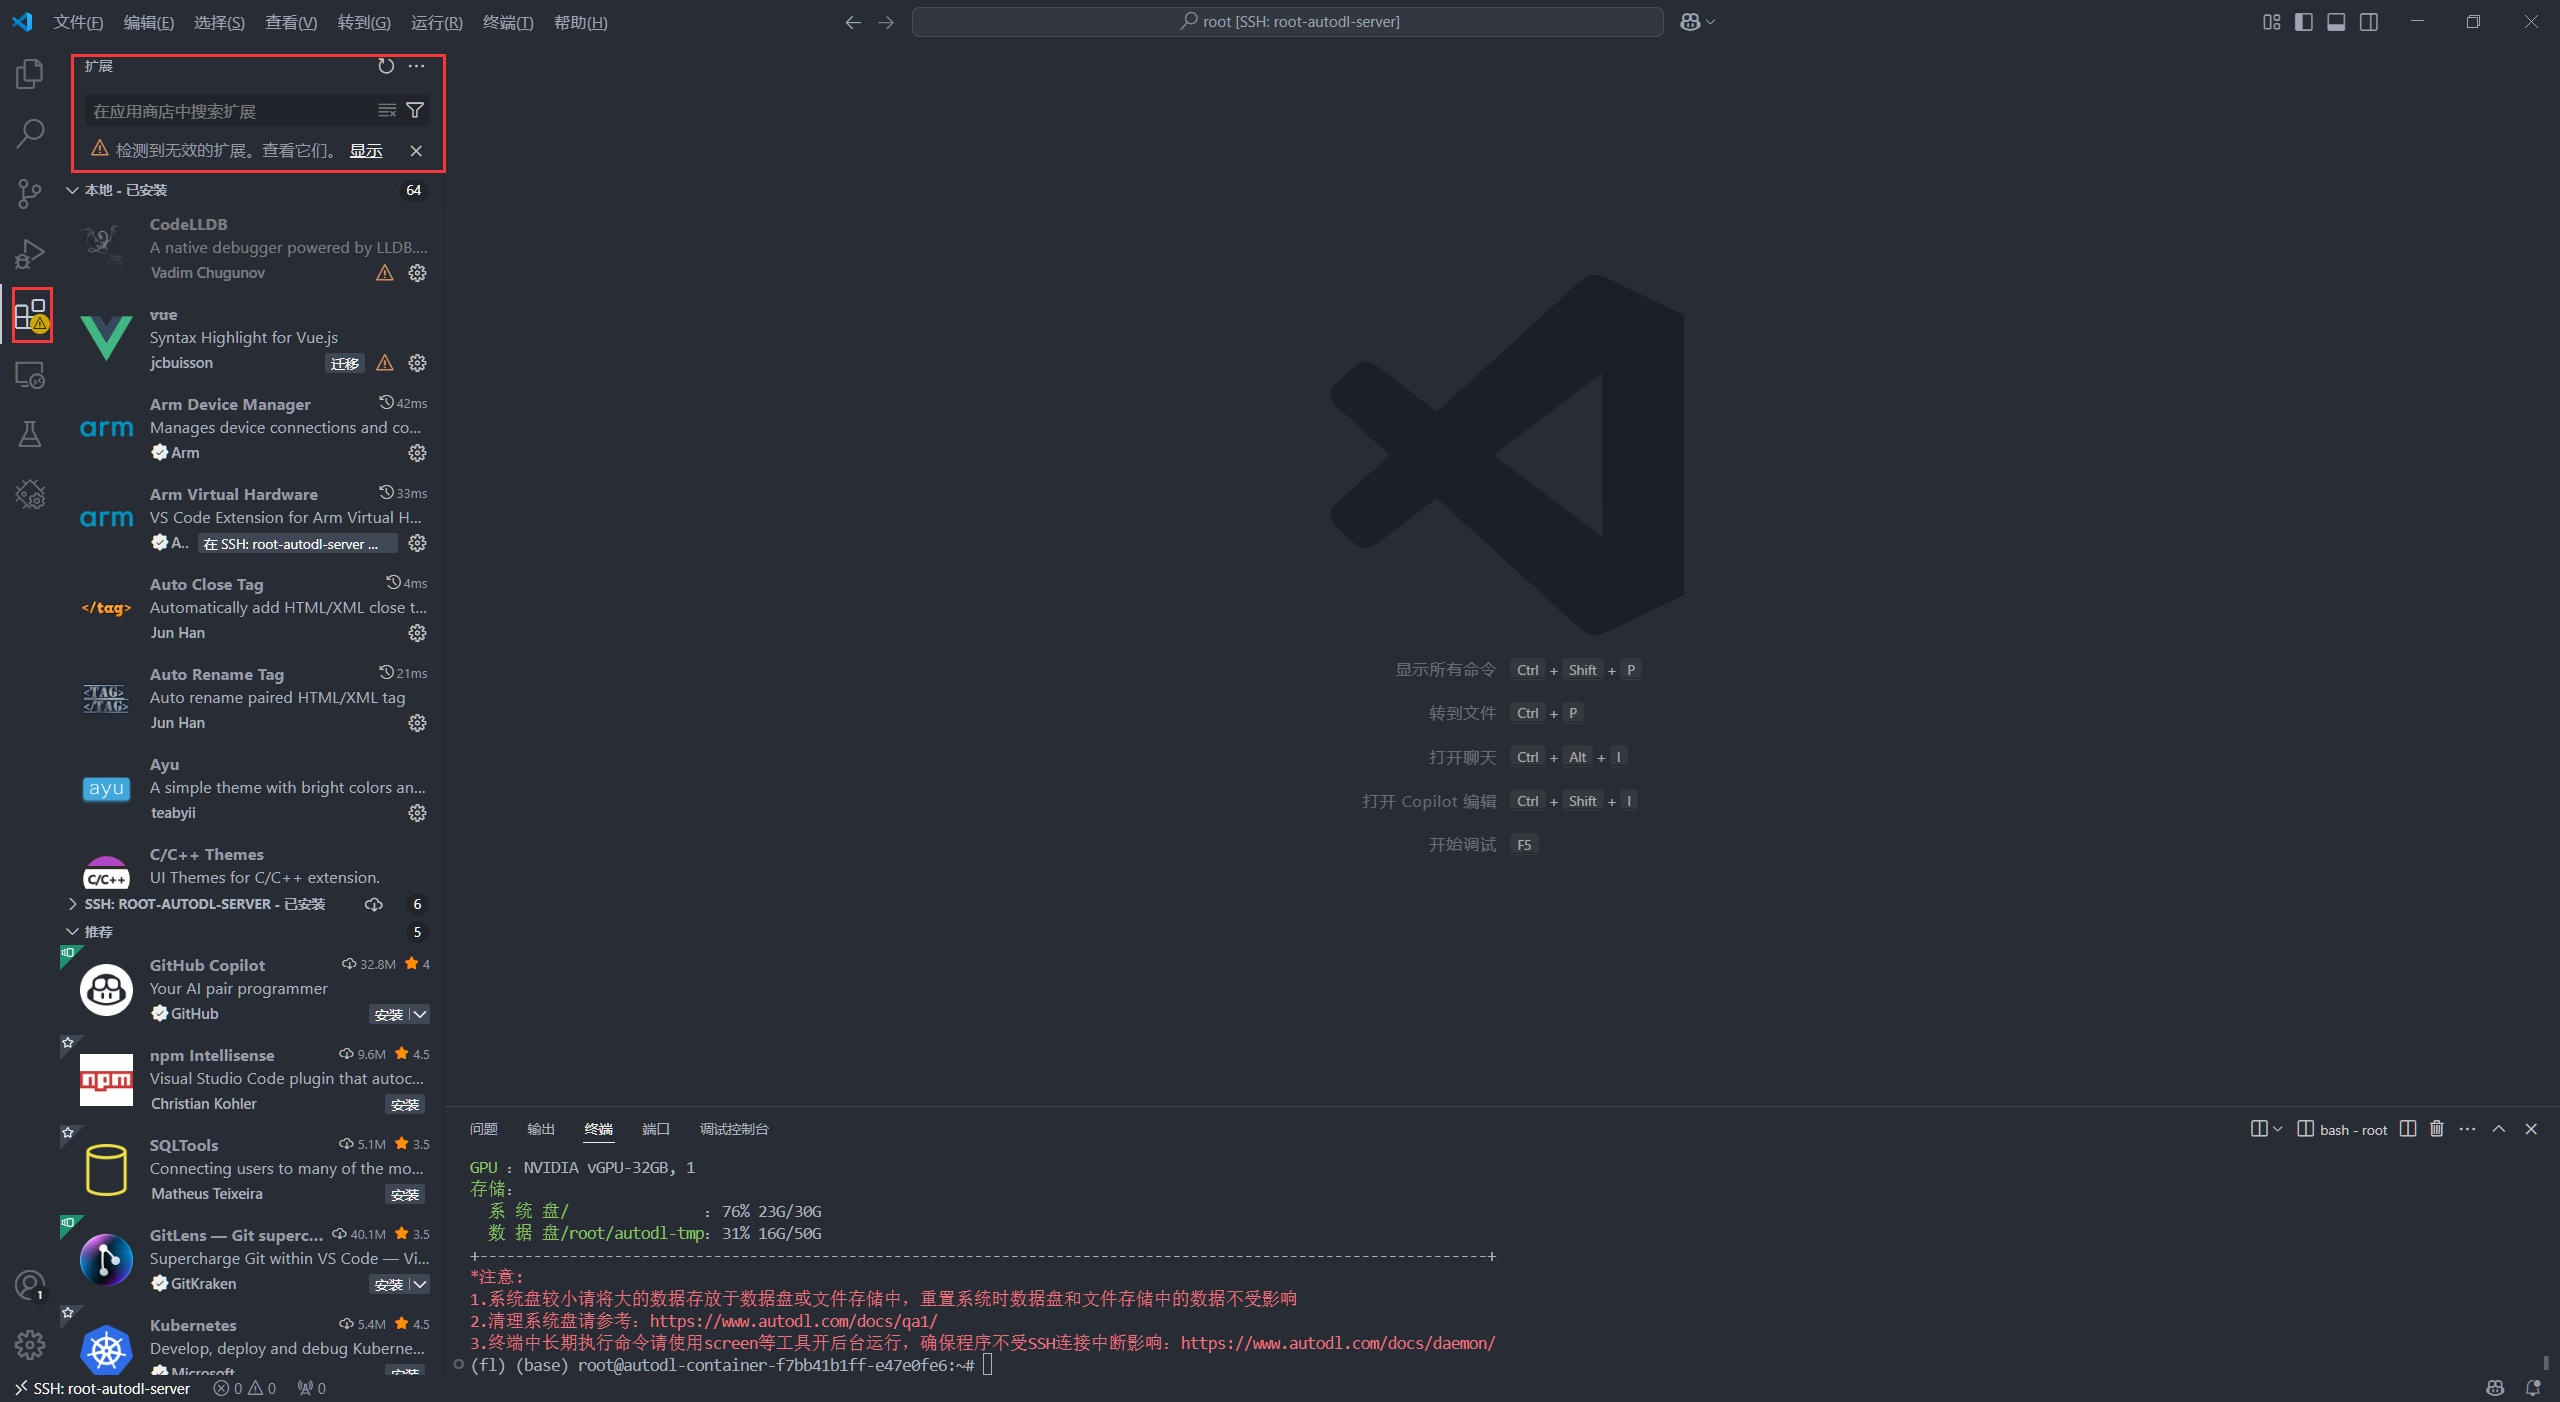 文件(F) 编辑(E) 选择(S) 查看(V) 转到(G) 运行(R) 终端(T) 帮助(H)
root [SSH: root-autodl-server]
扩展
在应用商店中搜索扩展
检测到无效的扩展。查看它们。 显示
本地 - 已安装 64
CodeLLDB
A native debugger powered by LLDB....
Vadim Chugunov
vue
Syntax Highlight for Vue.js
jcbuisson 迁移
arm
Arm Device Manager 42ms
Manages device connections and co...
Arm
arm
Arm Virtual Hardware 33ms
VS Code Extension for Arm Virtual H...
A.. 在 SSH: root-autodl-server ...
</tag>
Auto Close Tag 4ms
Automatically add HTML/XML close t...
Jun Han
<TAG>
</TAG>
Auto Rename Tag 21ms
Auto rename paired HTML/XML tag
Jun Han
ayu
Ayu
A simple theme with bright colors an...
teabyii
C/C++
C/C++ Themes
UI Themes for C/C++ extension.
SSH: ROOT-AUTODL-SERVER - 已安装 6
推荐 5
GitHub Copilot 32.8M 4
Your AI pair programmer
GitHub 安装
npm
npm Intellisense 9.6M 4.5
Visual Studio Code plugin that autoc...
Christian Kohler 安装
SQLTools 5.1M 3.5
Connecting users to many of the mo...
Matheus Teixeira 安装
GitLens — Git superc... 40.1M 3.5
Supercharge Git within VS Code — Vi...
GitKraken 安装
Kubernetes 5.4M 4.5
Develop, deploy and debug Kuberne...
Microsoft 安装
1
显示所有命令 Ctrl + Shift + P
转到文件 Ctrl + P
打开聊天 Ctrl + Alt + I
打开 Copilot 编辑 Ctrl + Shift + I
开始调试 F5
问题 输出 终端 端口 调试控制台
bash - root
GPU : NVIDIA vGPU-32GB, 1
存储:
系 统 盘/ : 76% 23G/30G
数 据 盘/root/autodl-tmp: 31% 16G/50G
+----------------------------------------------------------------------------------------------------------------+
*注意:
1.系统盘较小请将大的数据存放于数据盘或文件存储中，重置系统时数据盘和文件存储中的数据不受影响
2.清理系统盘请参考：https://www.autodl.com/docs/qa1/
3.终端中长期执行命令请使用screen等工具开后台运行，确保程序不受SSH连接中断影响：https://www.autodl.com/docs/daemon/
(fl) (base) root@autodl-container-f7bb41b1ff-e47e0fe6:~#
SSH: root-autodl-server 0 0 0